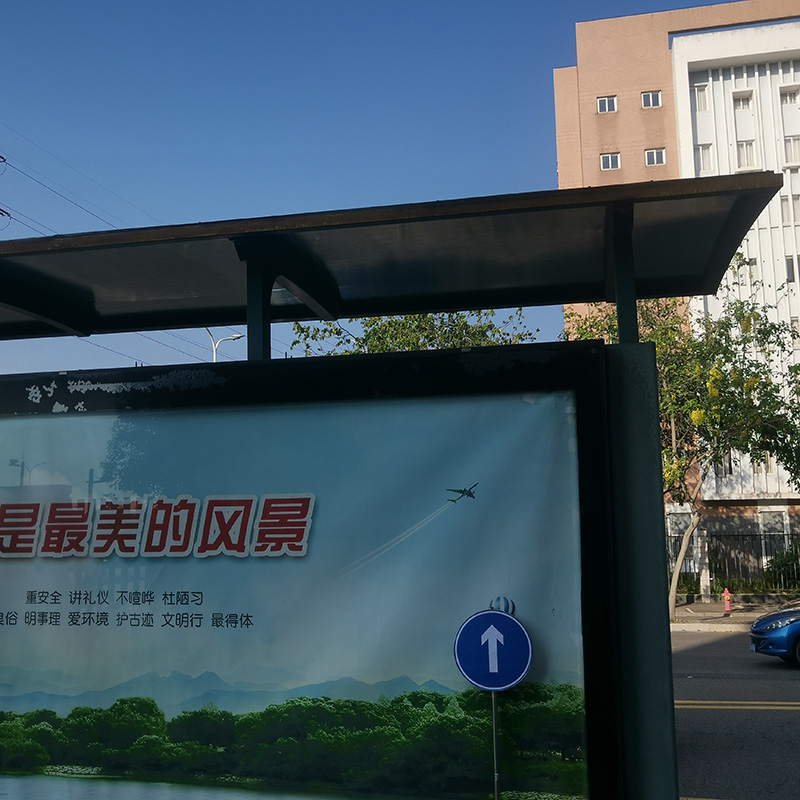 是最美的风景
重安全 讲礼仪 不喧哗 杜陋习
俗 明事理 爱环境 护古迹 文明行 最得体